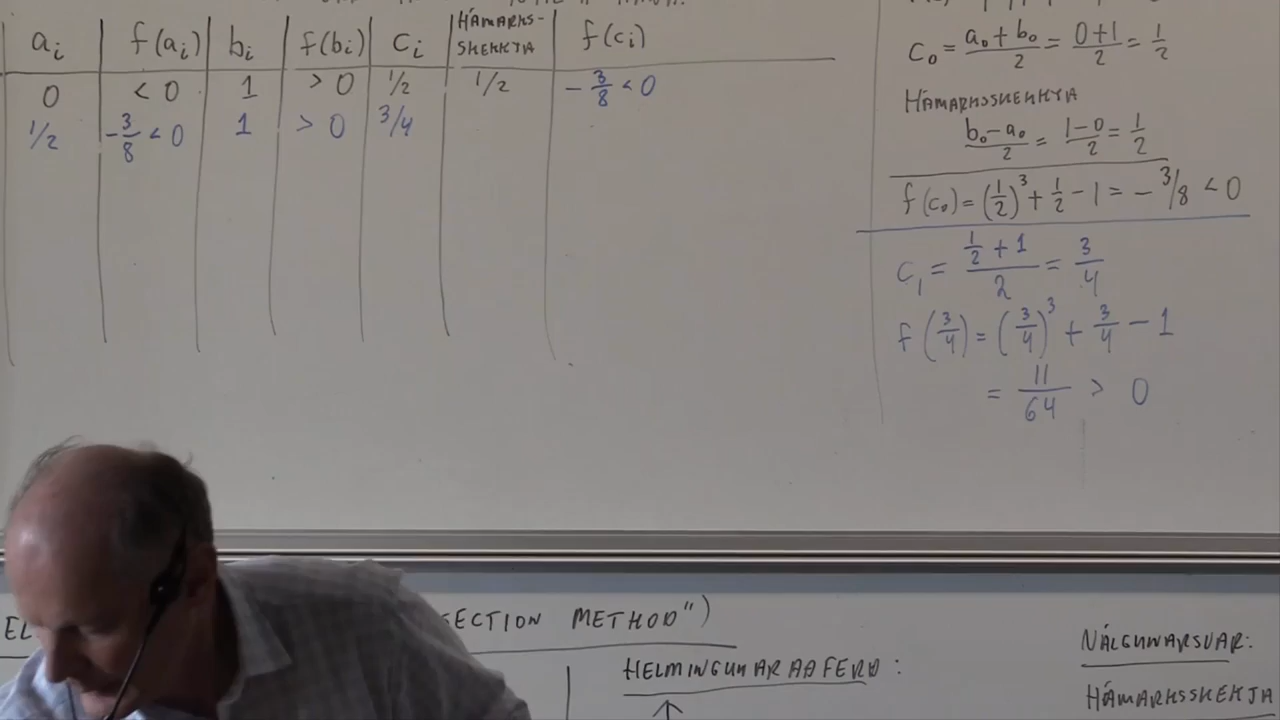 aᵢ f(aᵢ) bᵢ f(bᵢ) cᵢ HÁMARKS-SKEKKJA f(cᵢ)
0 < 0 1 > 0 1/2 1/2 -3/8 < 0
1/2 -3/8 < 0 1 > 0 3/4
c₀ = (a₀ + b₀)/2 = (0+1)/2 = 1/2
HÁMARKSSKEKKJA
(b₀ - a₀)/2 = (1-0)/2 = 1/2
f(c₀) = (1/2)³ + 1/2 - 1 = -3/8 < 0
c₁ = (1/2 + 1)/2 = 3/4
f(3/4) = (3/4)³ + 3/4 - 1
= 11/64 > 0
SECTION METHOD")
HELMINGUNARAÐFERÐ:
NÁLGUNARSVAR:
HÁMARKSSKEKJA